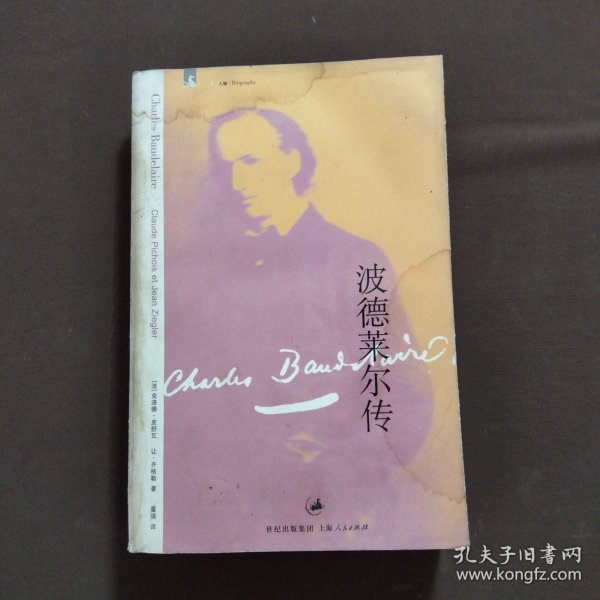 人物·Biography
Charles Baudelaire
Claude Pichois et Jean Ziegler
[法]克洛德·皮舒瓦 让·齐格勒 著
董强 译
波德莱尔传
Charles Baudelaire.
世纪出版集团 上海人民出版社
孔夫子旧书网
www.kongfz.com